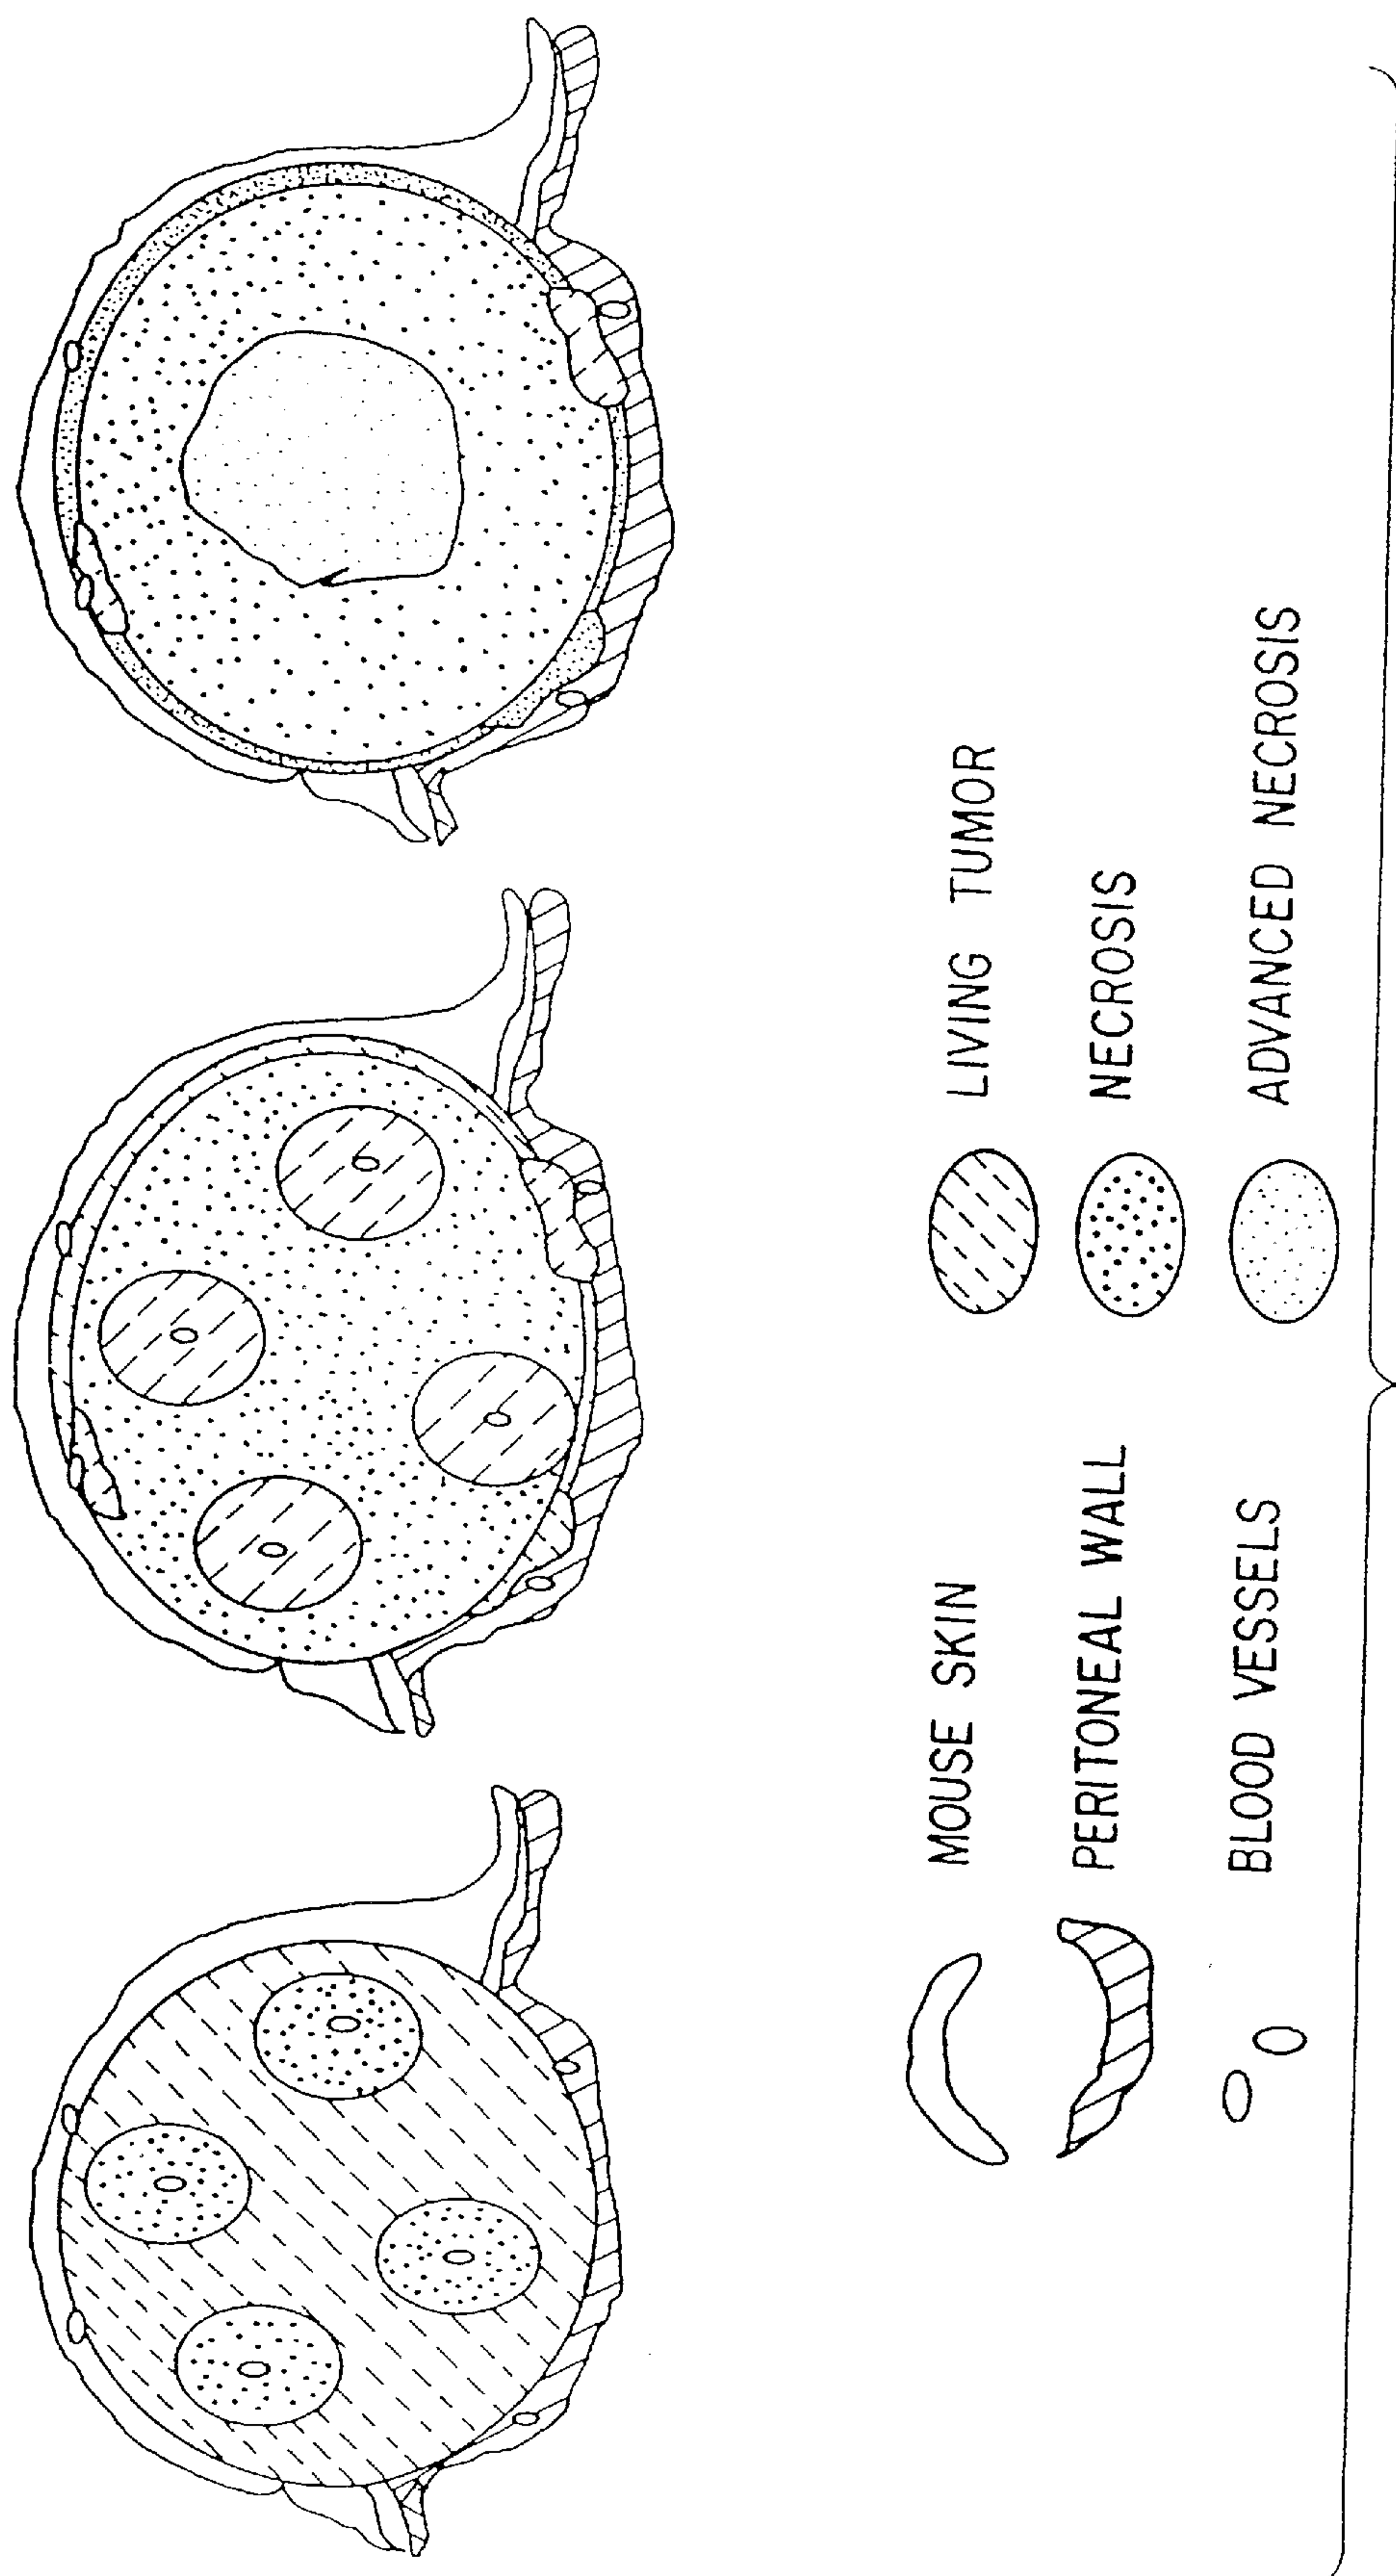 MOUSE SKIN
PERITONEAL WALL
BLOOD VESSELS
LIVING TUMOR
NECROSIS
ADVANCED NECROSIS